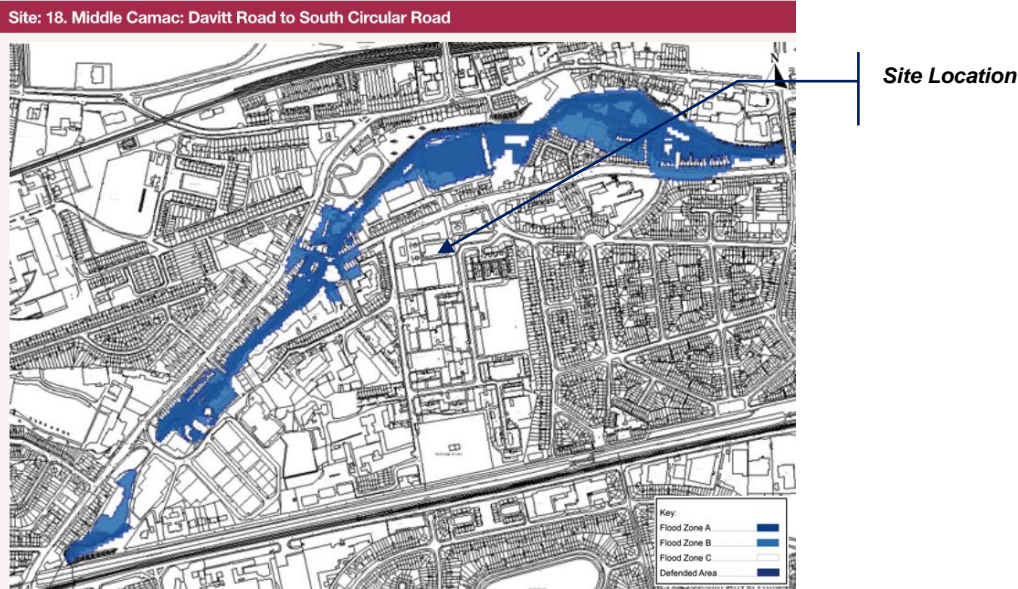 Site: 18. Middle Camac: Davitt Road to South Circular Road
N
Site Location
Key:
Flood Zone A
Flood Zone B
Flood Zone C
Defended Area